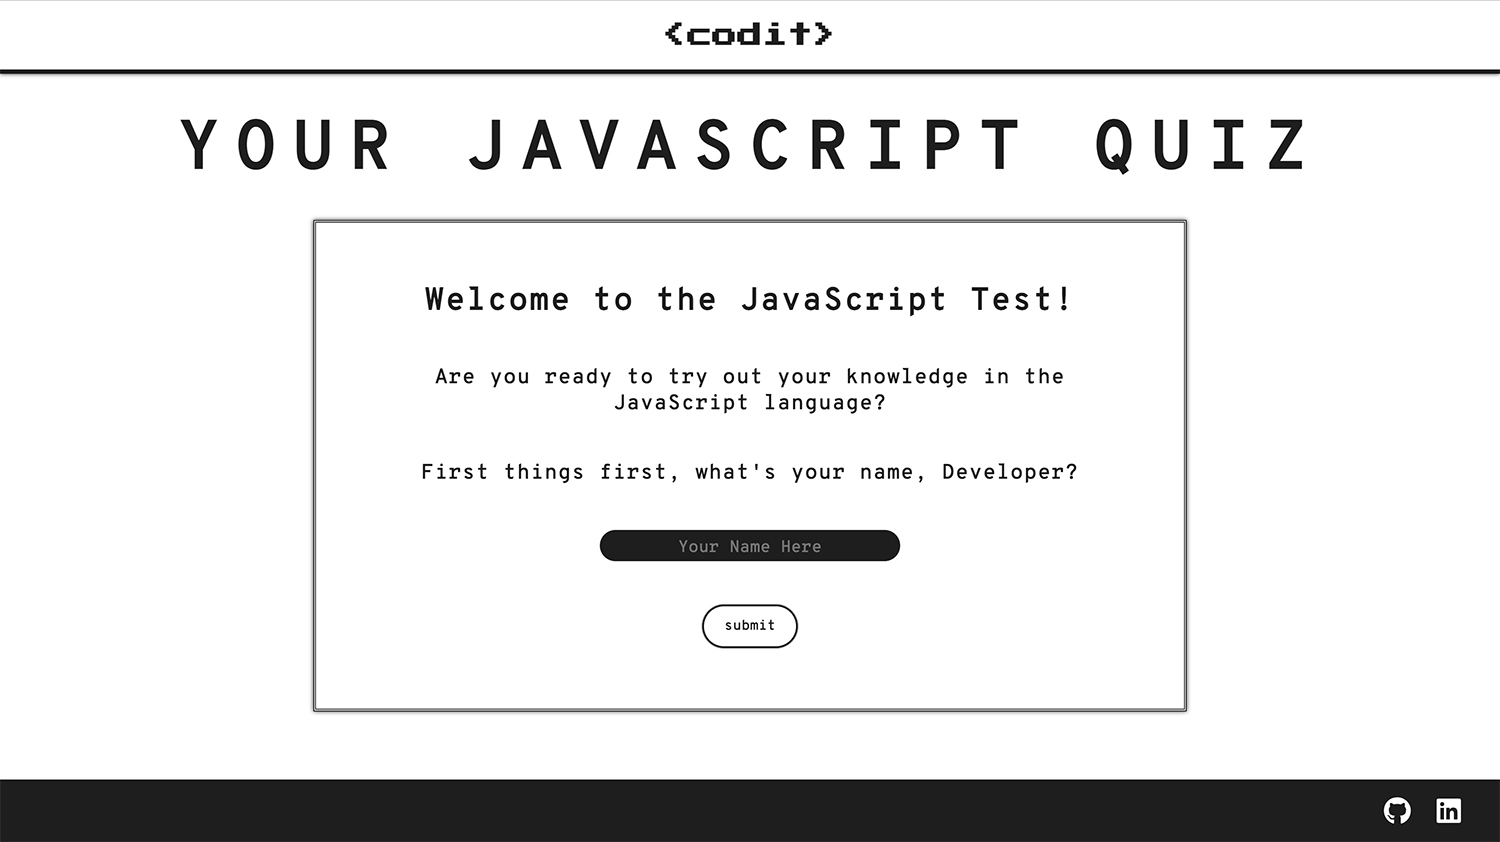 <codit>
YOUR JAVASCRIPT QUIZ
Welcome to the JavaScript Test!
Are you ready to try out your knowledge in the
JavaScript language?
First things first, what's your name, Developer?
Your Name Here
submit
in